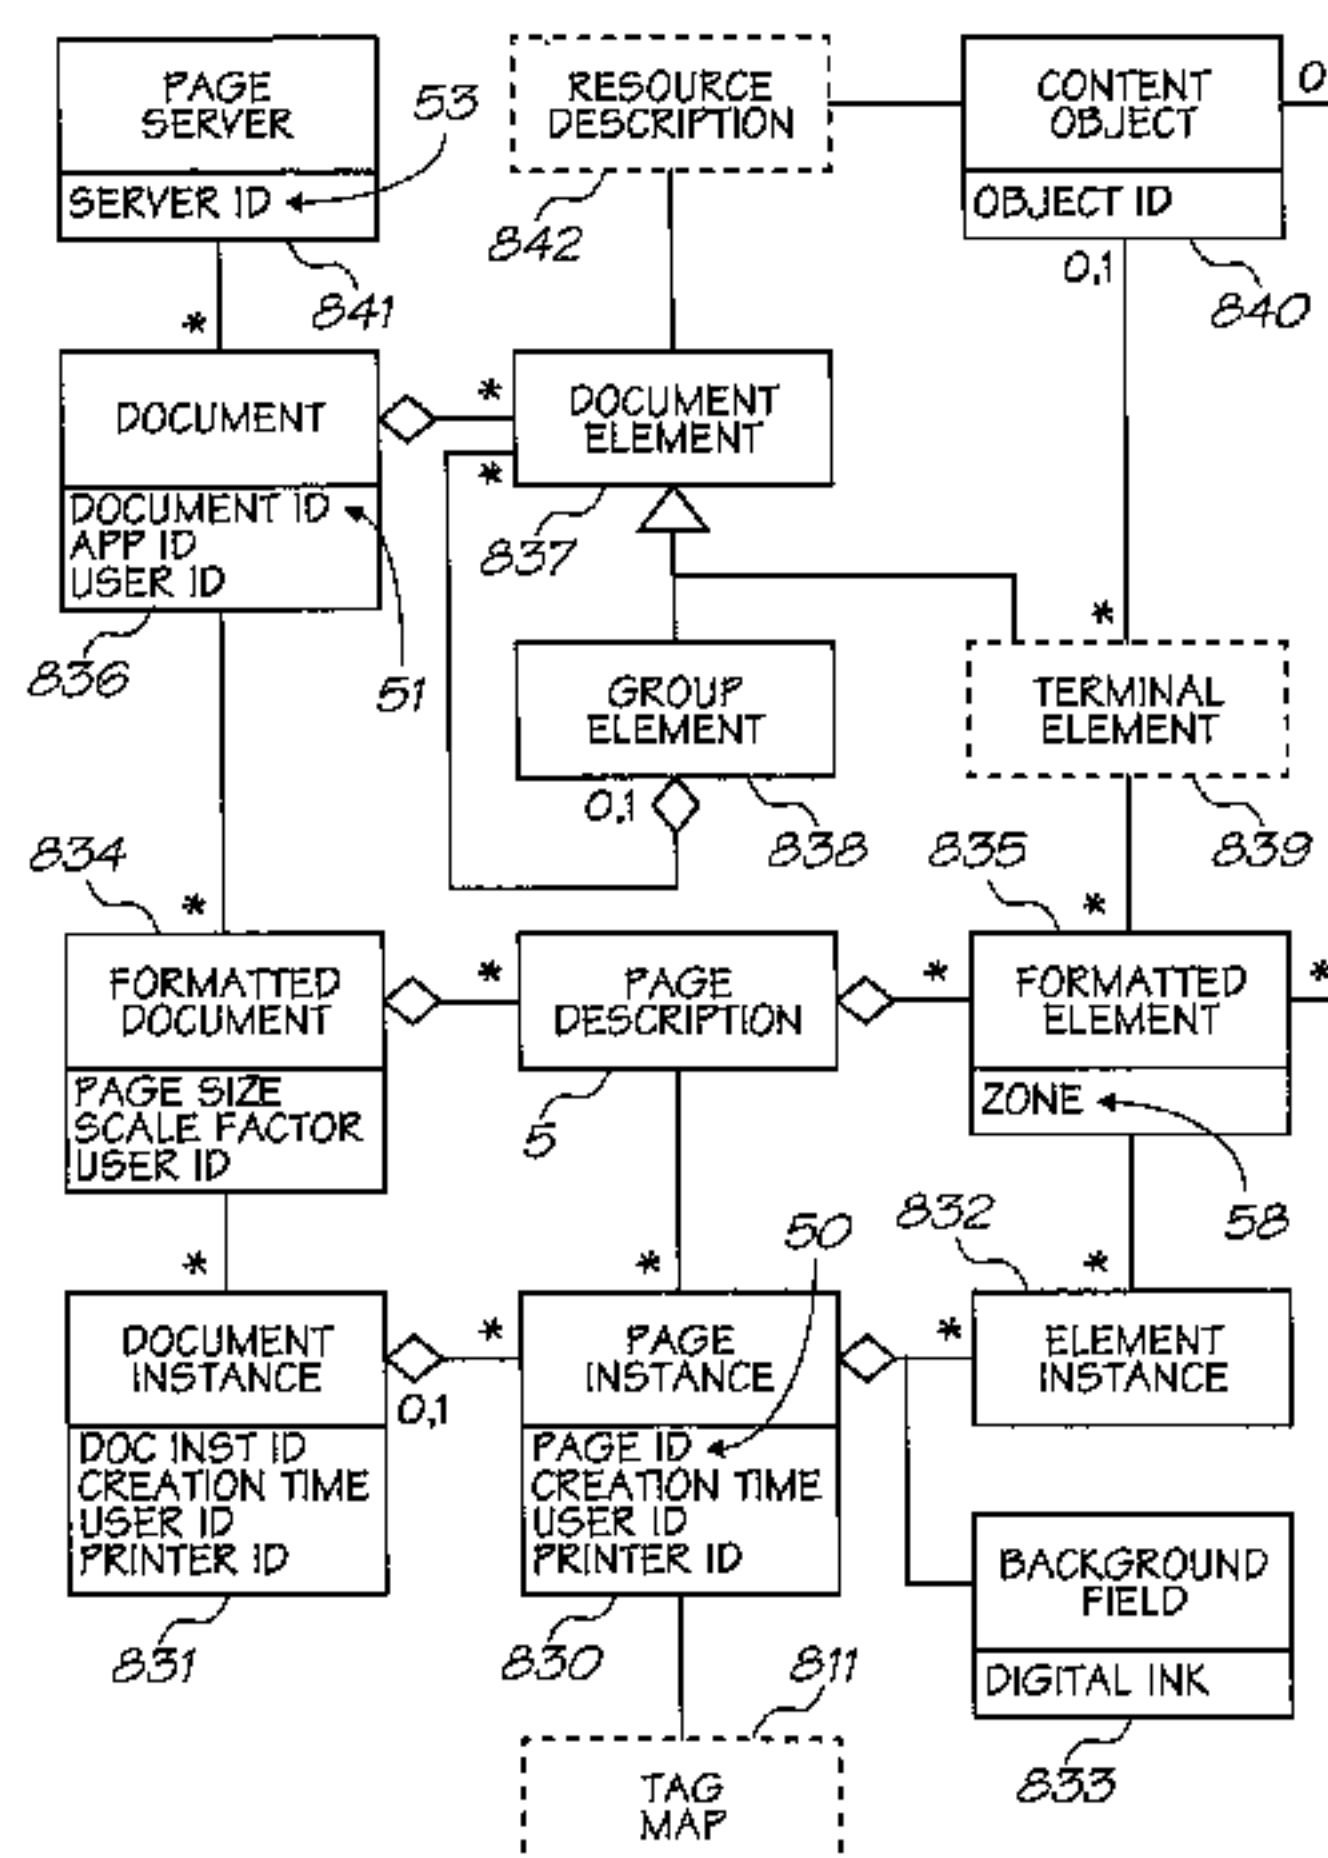 PAGE
SERVER
SERVER ID
53
841
RESOURCE
DESCRIPTION
842
CONTENT
OBJECT
OBJECT ID
840
0
0,1
*
DOCUMENT
DOCUMENT ID
APP ID
USER ID
836
51
*
*
DOCUMENT
ELEMENT
837
GROUP
ELEMENT
0,1
838
*
TERMINAL
ELEMENT
839
834
*
FORMATTED
DOCUMENT
PAGE SIZE
SCALE FACTOR
USER ID
*
PAGE
DESCRIPTION
5
835
*
*
FORMATTED
ELEMENT
ZONE
58
*
*
DOCUMENT
INSTANCE
DOC INST ID
CREATION TIME
USER ID
PRINTER ID
831
0,1
*
*
50
PAGE
INSTANCE
PAGE ID
CREATION TIME
USER ID
PRINTER ID
830
832
*
*
ELEMENT
INSTANCE
BACKGROUND
FIELD
DIGITAL INK
833
811
TAG
MAP